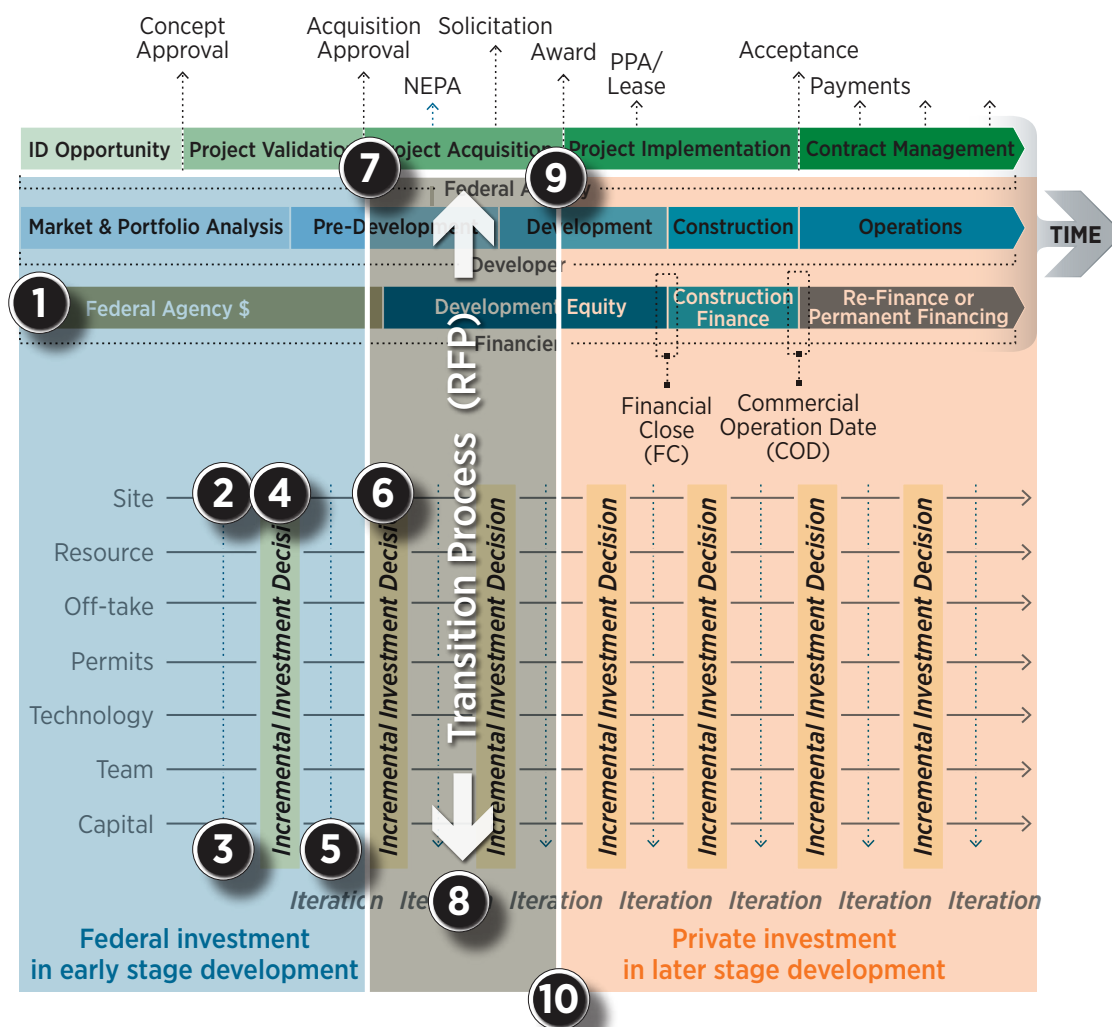 Concept
Approval
Acquisition
Approval
Solicitation
NEPA
Award
PPA/
Lease
Acceptance
Payments
ID Opportunity
Project Validation
Project Acquisition
Project Implementation
Contract Management
7
9
Federal Agency
Market & Portfolio Analysis
Pre-Development
Development
Construction
Operations
TIME
Developer
1
Federal Agency $
Development Equity
Construction
Finance
Re-Finance or
Permanent Financing
Financier
Transition Process (RFP)
Financial
Close
(FC)
Commercial
Operation Date
(COD)
Site
2
4
6
Resource
Off-take
Permits
Technology
Team
Capital
Incremental Investment Decision
Incremental Investment Decision
Incremental Investment Decision
Incremental Investment Decision
Incremental Investment Decision
Incremental Investment Decision
Incremental Investment Decision
3
5
8
Iteration
Iteration
Iteration
Iteration
Iteration
Iteration
Federal investment
in early stage development
Private investment
in later stage development
10